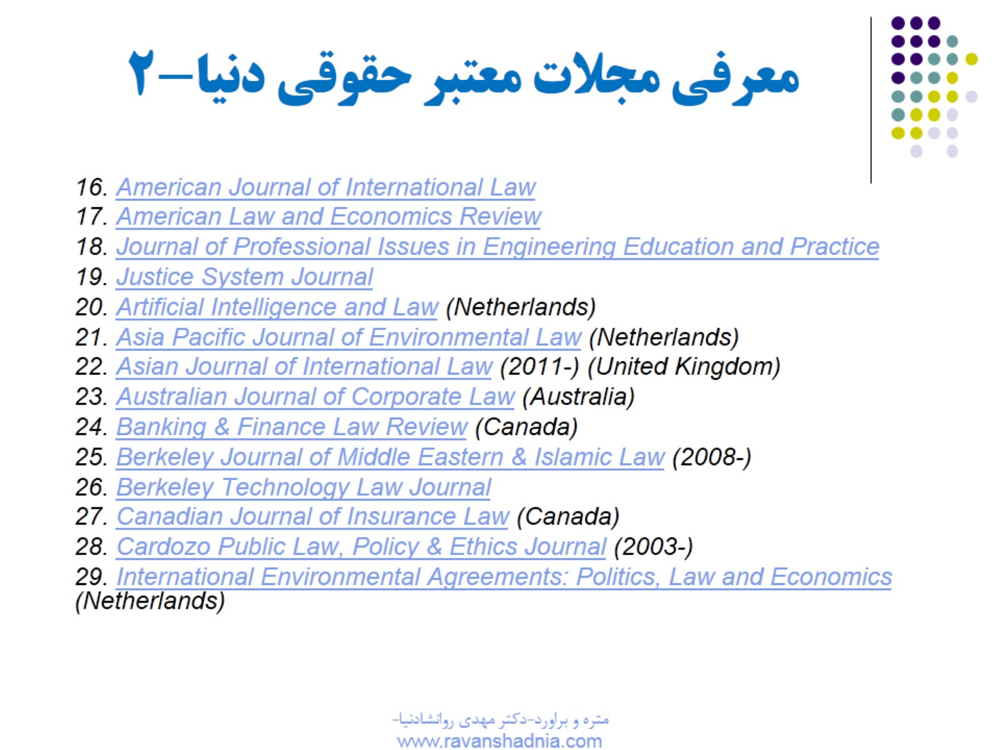 معرفی مجلات معتبر حقوقی دنیا-۲
16. American Journal of International Law
17. American Law and Economics Review
18. Journal of Professional Issues in Engineering Education and Practice
19. Justice System Journal
20. Artificial Intelligence and Law (Netherlands)
21. Asia Pacific Journal of Environmental Law (Netherlands)
22. Asian Journal of International Law (2011-) (United Kingdom)
23. Australian Journal of Corporate Law (Australia)
24. Banking & Finance Law Review (Canada)
25. Berkeley Journal of Middle Eastern & Islamic Law (2008-)
26. Berkeley Technology Law Journal
27. Canadian Journal of Insurance Law (Canada)
28. Cardozo Public Law, Policy & Ethics Journal (2003-)
29. International Environmental Agreements: Politics, Law and Economics
(Netherlands)
متره و براورد-دکتر مهدی روانشادنیا-
www.ravanshadnia.com